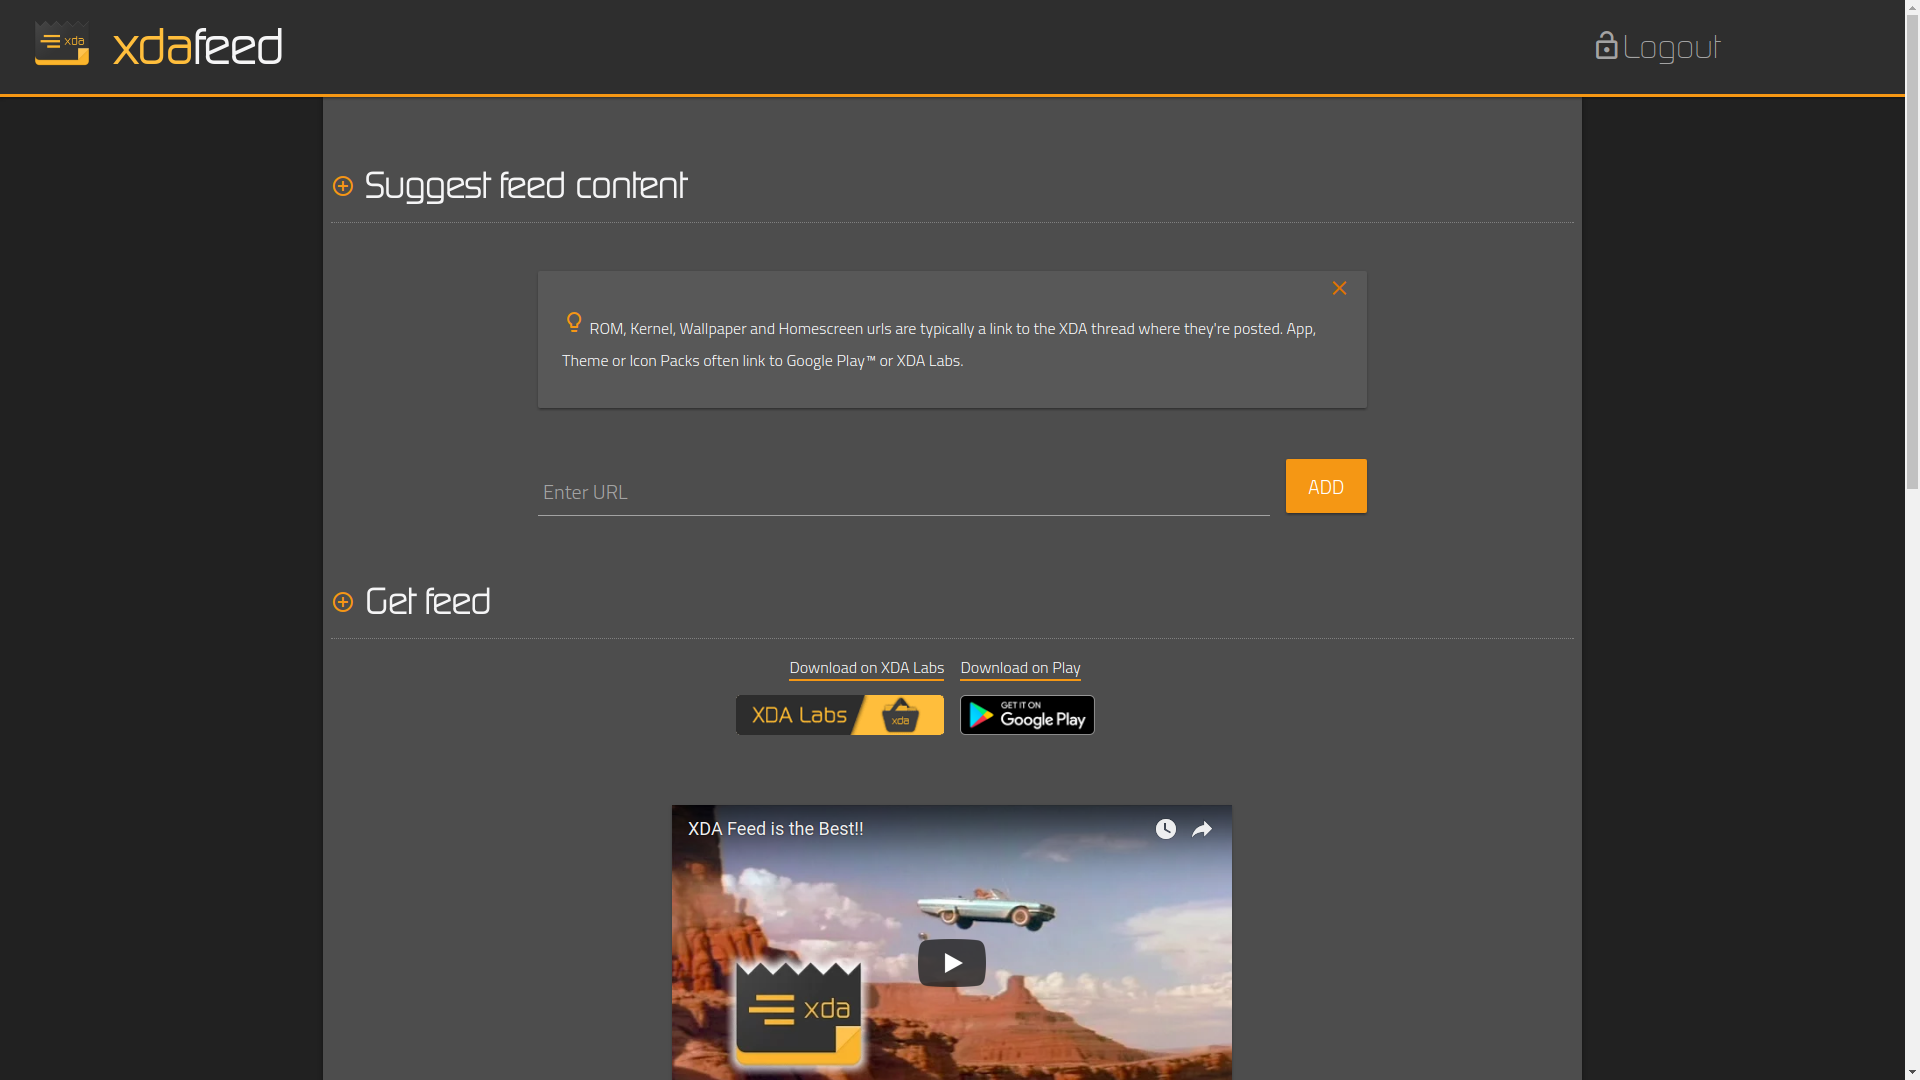 xda
xdafeed
Logout
Suggest feed content
ROM, Kernel, Wallpaper and Homescreen urls are typically a link to the XDA thread where they're posted. App,
Theme or Icon Packs often link to Google Play™ or XDA Labs.
Enter URL
ADD
Get feed
Download on XDA Labs
Download on Play
XDA Labs
xda
GET IT ON
Google Play
XDA Feed is the Best!!
xda